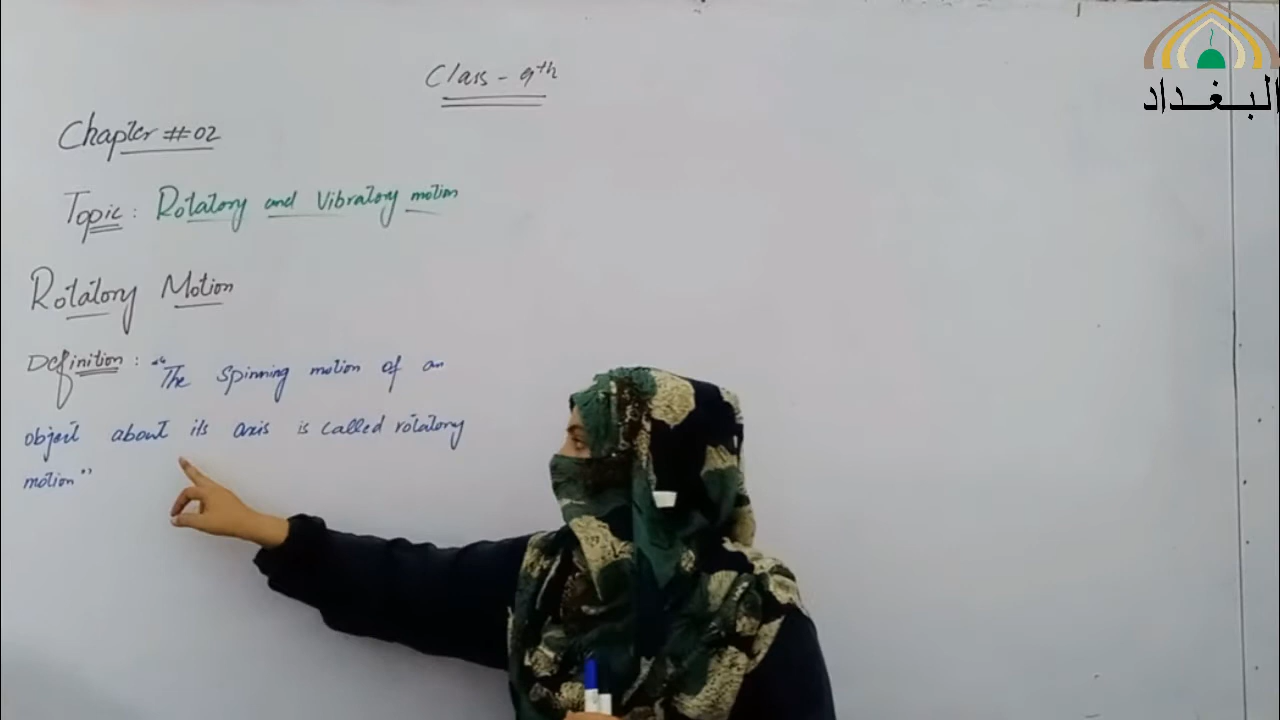 Class - 9th
Chapter # 02
Topic : Rotatory and Vibratory motion
Rotatory Motion
Definition : "The spinning motion of an
object about its axis is called rotatory
motion"
البغداد